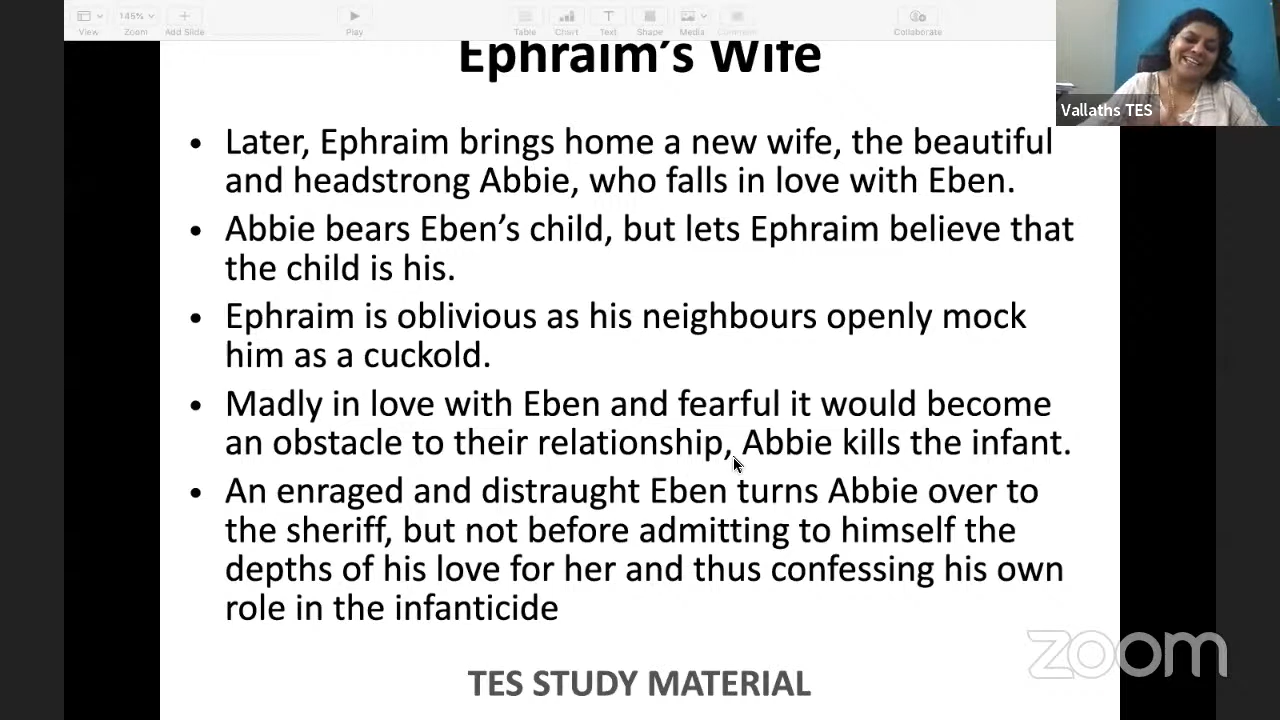 145%
View
Zoom
Add Slide
Play
Table
Chart
Text
Shape
Media
Comment
Collaborate
Ephraim's Wife
Vallaths TES
• Later, Ephraim brings home a new wife, the beautiful
and headstrong Abbie, who falls in love with Eben.
• Abbie bears Eben's child, but lets Ephraim believe that
the child is his.
• Ephraim is oblivious as his neighbours openly mock
him as a cuckold.
• Madly in love with Eben and fearful it would become
an obstacle to their relationship, Abbie kills the infant.
• An enraged and distraught Eben turns Abbie over to
the sheriff, but not before admitting to himself the
depths of his love for her and thus confessing his own
role in the infanticide
zoom
TES STUDY MATERIAL